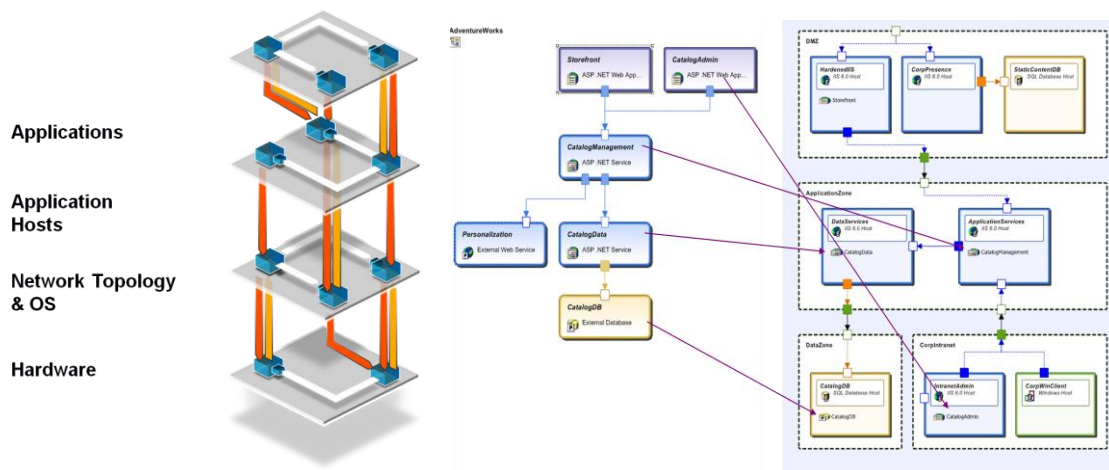 Applications
Application
Hosts
Network Topology
& OS
Hardware
AdventureWorks
Storefront
ASP .NET Web App...
CatalogAdmin
ASP .NET Web App...
CatalogManagement
ASP .NET Service
Personalization
External Web Service
CatalogData
ASP .NET Service
CatalogDB
External Database
DMZ
HardenedIIS
IIS 6.0 Host
Storefront
CorpPresence
IIS 6.0 Host
StaticContentDB
SQL Database Host
ApplicationZone
DataServices
IIS 6.0 Host
CatalogData
ApplicationServices
IIS 6.0 Host
CatalogManagement
DataZone
CatalogDB
SQL Database Host
CatalogDB
CorpIntranet
IntranetAdmin
IIS 6.0 Host
CatalogAdmin
CorpWinClient
Windows Host